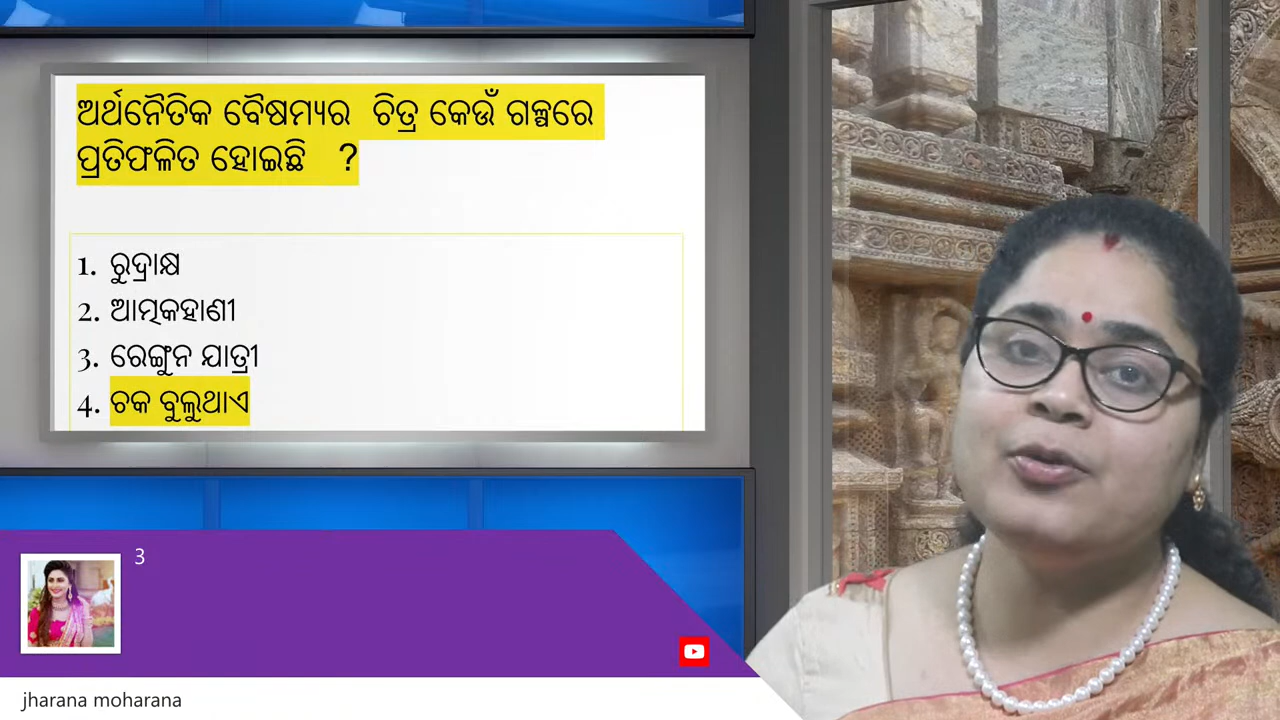 ଅର୍ଥନୈତିକ ବୈଷମ୍ୟର ଚିତ୍ର କେଉଁ ଗଳ୍ପରେ
ପ୍ରତିଫଳିତ ହୋଇଛି ?
1. ରୁଦ୍ରାକ୍ଷ
2. ଆତ୍ମକହାଣୀ
3. ରେଙ୍ଗୁନ ଯାତ୍ରୀ
4. ଚକ ବୁଲୁଥାଏ
3
jharana moharana